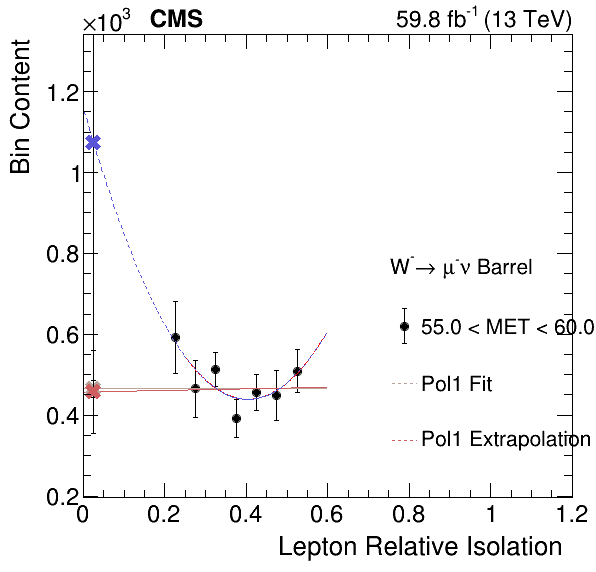 ×10³ CMS 59.8 fb⁻¹ (13 TeV)
Bin Content
1.2
1
0.8
0.6
0.4
0.2
W⁻→ μ⁻ν Barrel
55.0 < MET < 60.0
Pol1 Fit
Pol1 Extrapolation
0 0.2 0.4 0.6 0.8 1 1.2
Lepton Relative Isolation